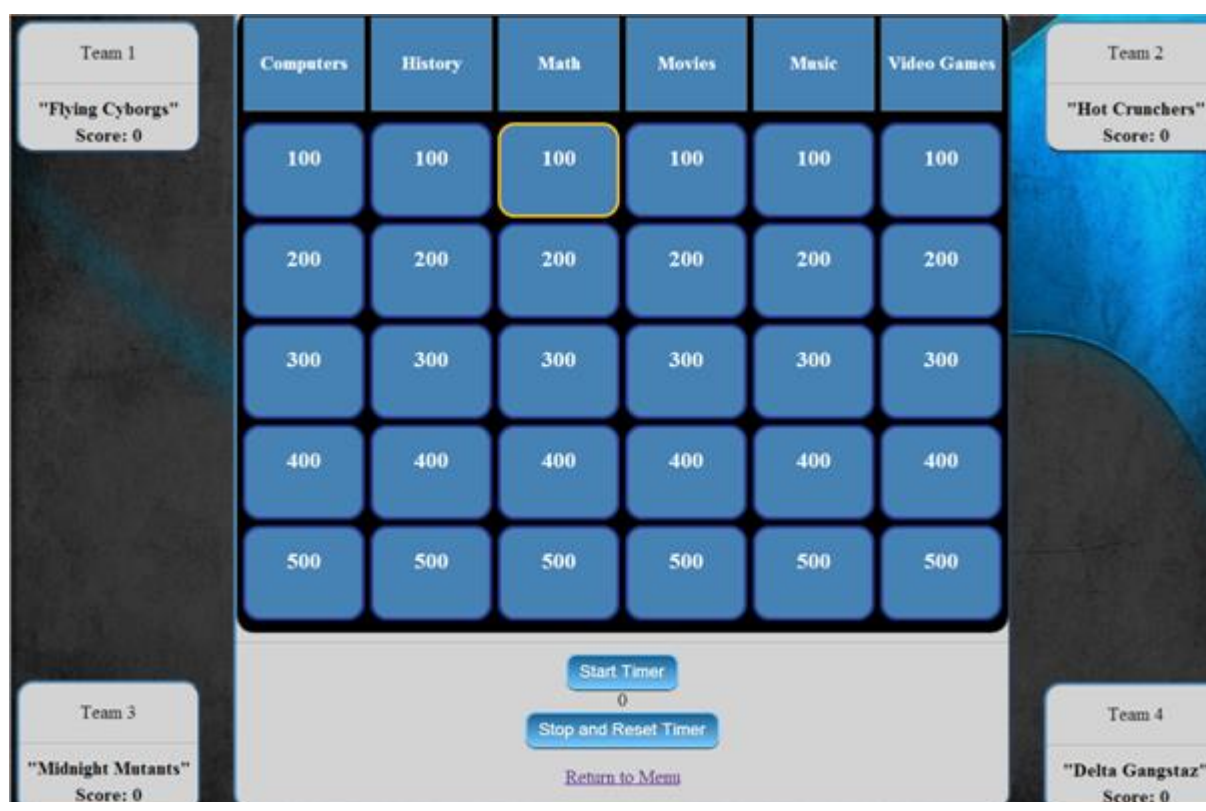 Team 1
"Flying Cyborgs"
Score: 0
Computers History Math Movies Music Video Games
100 100 100 100 100 100
200 200 200 200 200 200
300 300 300 300 300 300
400 400 400 400 400 400
500 500 500 500 500 500
Team 2
"Hot Crunchers"
Score: 0
Team 3
"Midnight Mutants"
Score: 0
Start Timer
0
Stop and Reset Timer
Return to Menu
Team 4
"Delta Gangstaz"
Score: 0